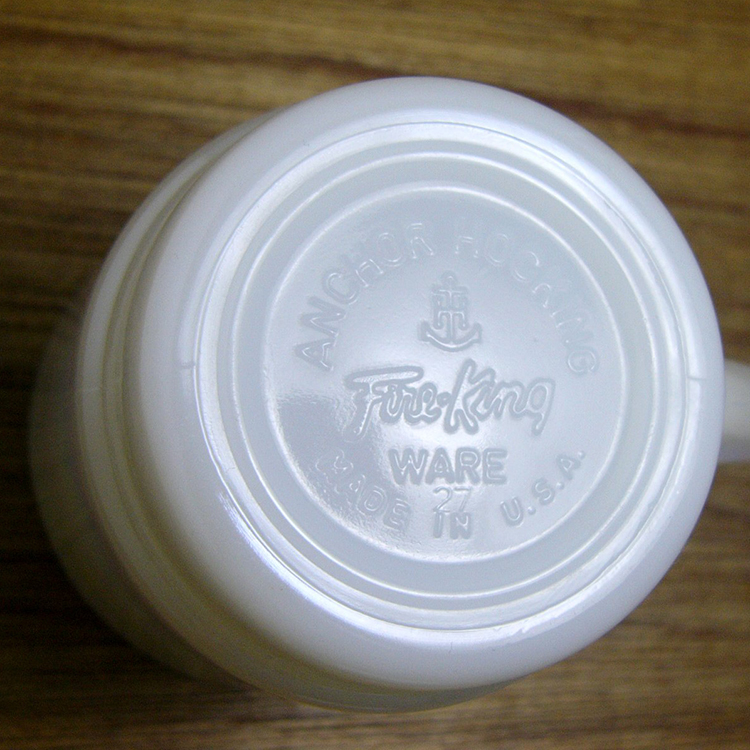 ANCHOR HOCKING
Fire-King
WARE
27
MADE IN U.S.A.